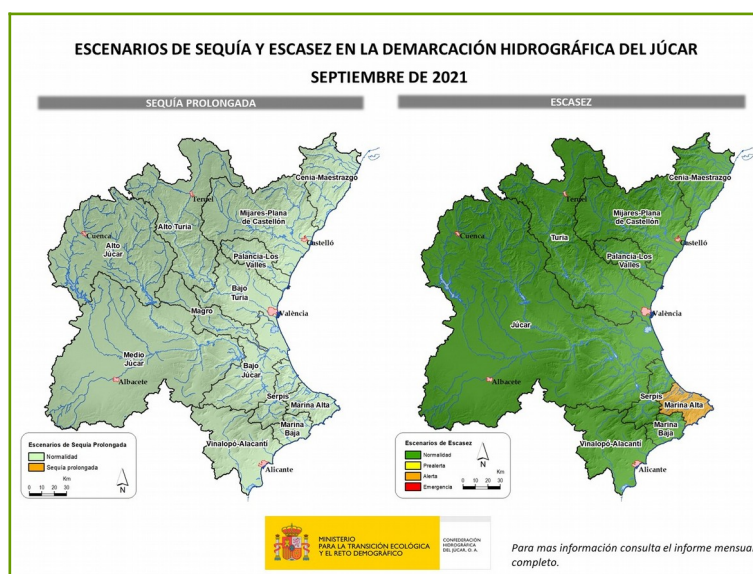 ESCENARIOS DE SEQUÍA Y ESCASEZ EN LA DEMARCACIÓN HIDROGRÁFICA DEL JÚCAR
SEPTIEMBRE DE 2021
SEQUÍA PROLONGADA
Cenia-Maestrazgo
Teruel
Mijares-Plana
de Castellón
Alto Turia
Cuenca
Castelló
Alto
Júcar
Palancia-Los
Valles
Bajo
Turia
Magro
València
Medio
Júcar
Bajo
Júcar
Albacete
Serpis
Marina Alta
Marina
Baja
Vinalopó-Alacantí
Alicante
Escenarios de Sequía Prolongada
Normalidad
Sequía prolongada
Km
0 10 20 30
N
ESCASEZ
Cenia-Maestrazgo
Teruel
Mijares-Plana
de Castellón
Cuenca
Turia
Castelló
Palancia-Los
Valles
València
Júcar
Albacete
Serpis
Marina Alta
Marina
Baja
Vinalopó-Alacantí
Alicante
Escenarios de Escasez
Normalidad
Prealerta
Alerta
Emergencia
Km
0 10 20 30
N
MINISTERIO
PARA LA TRANSICIÓN ECOLÓGICA
Y EL RETO DEMOGRÁFICO
CONFEDERACIÓN
HIDROGRÁFICA
DEL JÚCAR, O. A.
Para mas información consulta el informe mensual
completo.